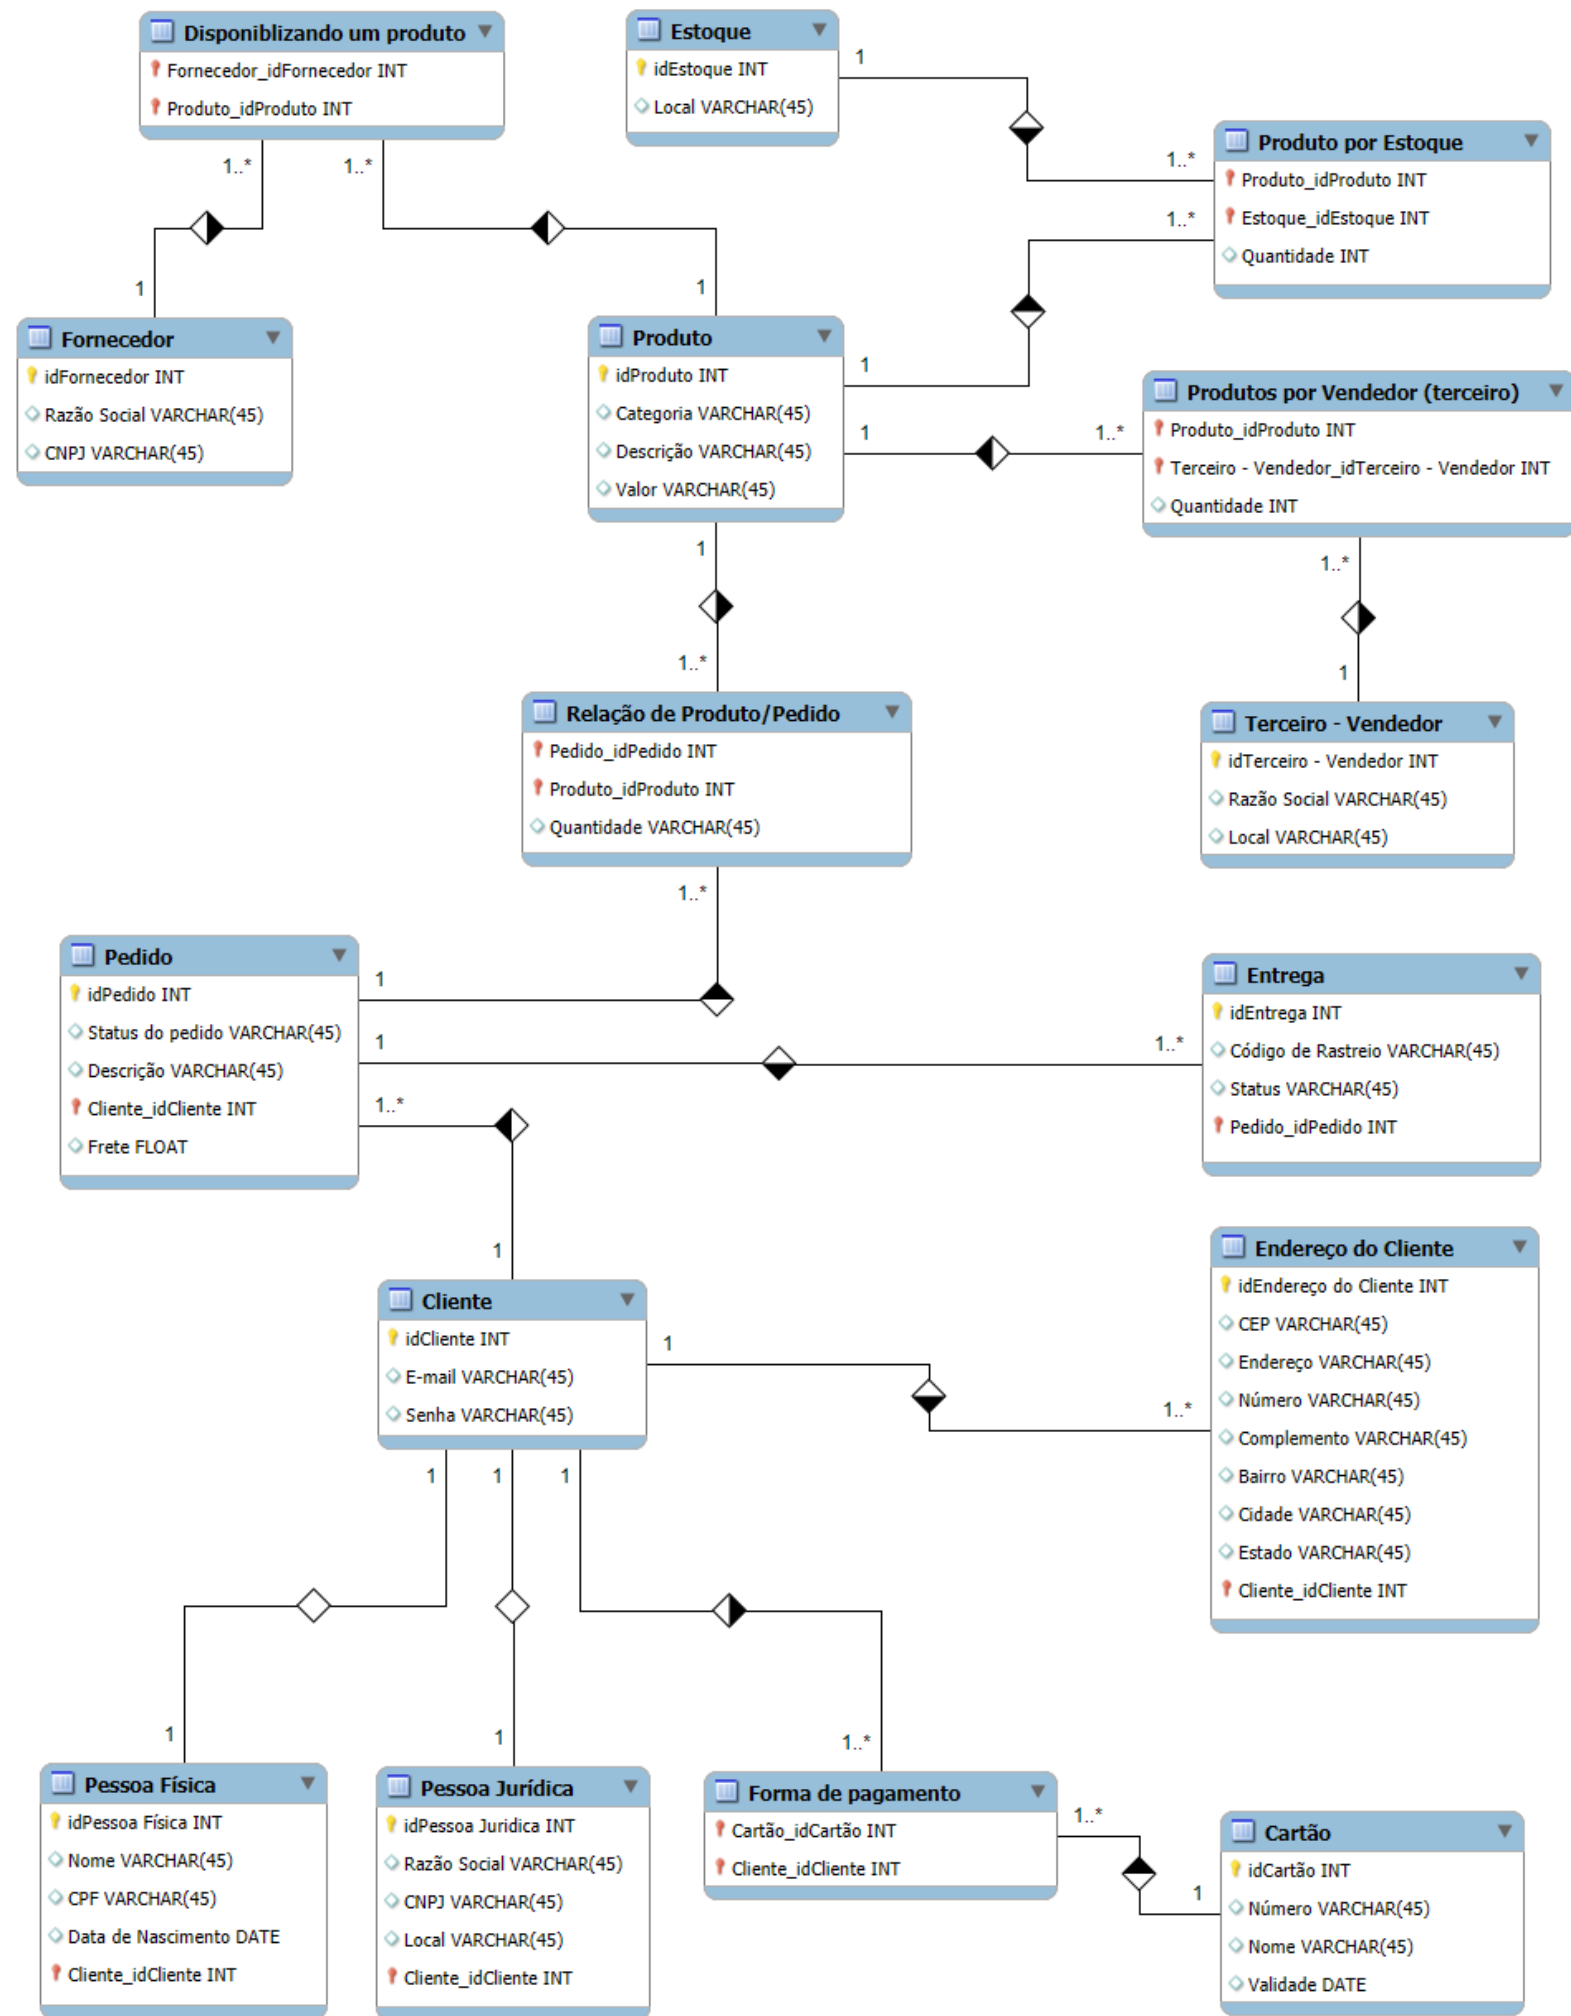 Disponiblizando um produto
Fornecedor_idFornecedor INT
Produto_idProduto INT
1..*
1..*
1
1
Estoque
idEstoque INT
Local VARCHAR(45)
1
1..*
Produto por Estoque
Produto_idProduto INT
Estoque_idEstoque INT
Quantidade INT
1..*
Fornecedor
idFornecedor INT
Razão Social VARCHAR(45)
CNPJ VARCHAR(45)
Produto
idProduto INT
Categoria VARCHAR(45)
Descrição VARCHAR(45)
Valor VARCHAR(45)
1
1
1..*
Produtos por Vendedor (terceiro)
Produto_idProduto INT
Terceiro - Vendedor_idTerceiro - Vendedor INT
Quantidade INT
1
1..*
1..*
1
Relação de Produto/Pedido
Pedido_idPedido INT
Produto_idProduto INT
Quantidade VARCHAR(45)
1..*
Terceiro - Vendedor
idTerceiro - Vendedor INT
Razão Social VARCHAR(45)
Local VARCHAR(45)
Pedido
idPedido INT
Status do pedido VARCHAR(45)
Descrição VARCHAR(45)
Cliente_idCliente INT
Frete FLOAT
1
1
1..*
1..*
Entrega
idEntrega INT
Código de Rastreio VARCHAR(45)
Status VARCHAR(45)
Pedido_idPedido INT
1
Cliente
idCliente INT
E-mail VARCHAR(45)
Senha VARCHAR(45)
1
1..*
Endereço do Cliente
idEndereço do Cliente INT
CEP VARCHAR(45)
Endereço VARCHAR(45)
Número VARCHAR(45)
Complemento VARCHAR(45)
Bairro VARCHAR(45)
Cidade VARCHAR(45)
Estado VARCHAR(45)
Cliente_idCliente INT
1
1
1
1
1
1..*
Pessoa Física
idPessoa Física INT
Nome VARCHAR(45)
CPF VARCHAR(45)
Data de Nascimento DATE
Cliente_idCliente INT
Pessoa Jurídica
idPessoa Juridica INT
Razão Social VARCHAR(45)
CNPJ VARCHAR(45)
Local VARCHAR(45)
Cliente_idCliente INT
Forma de pagamento
Cartão_idCartão INT
Cliente_idCliente INT
1..*
1
Cartão
idCartão INT
Número VARCHAR(45)
Nome VARCHAR(45)
Validade DATE